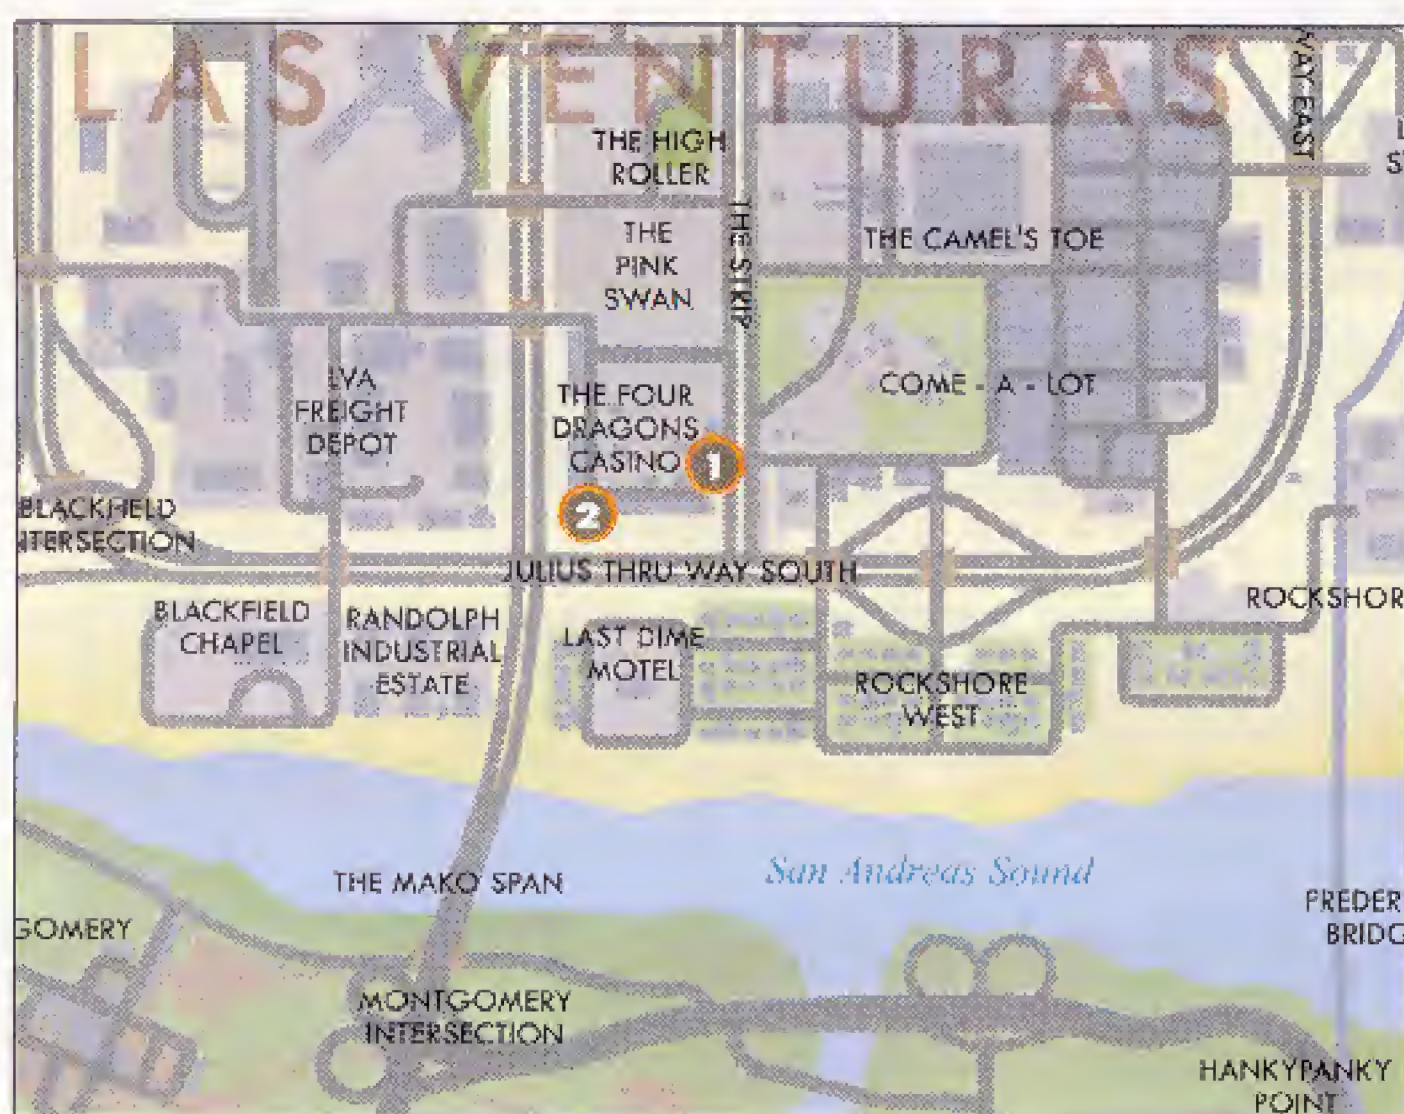 LAS VENTURAS
WAY EAST
THE HIGH
ROLLER
THE
PINK
SWAN
THE STRIP
THE CAMEL'S TOE
LVA
FREIGHT
DEPOT
THE FOUR
DRAGONS
CASINO
1
2
COME - A - LOT
BLACKFIELD
NTERSECTION
JULIUS THRU WAY SOUTH
BLACKFIELD
CHAPEL
RANDOLPH
INDUSTRIAL
ESTATE
LAST DIME
MOTEL
ROCKSHORE
WEST
ROCKSHOR
THE MAKO SPAN
San Andreas Sound
FREDER
BRIDG
GOMERY
MONTGOMERY
INTERSECTION
HANKYPANKY
POINT